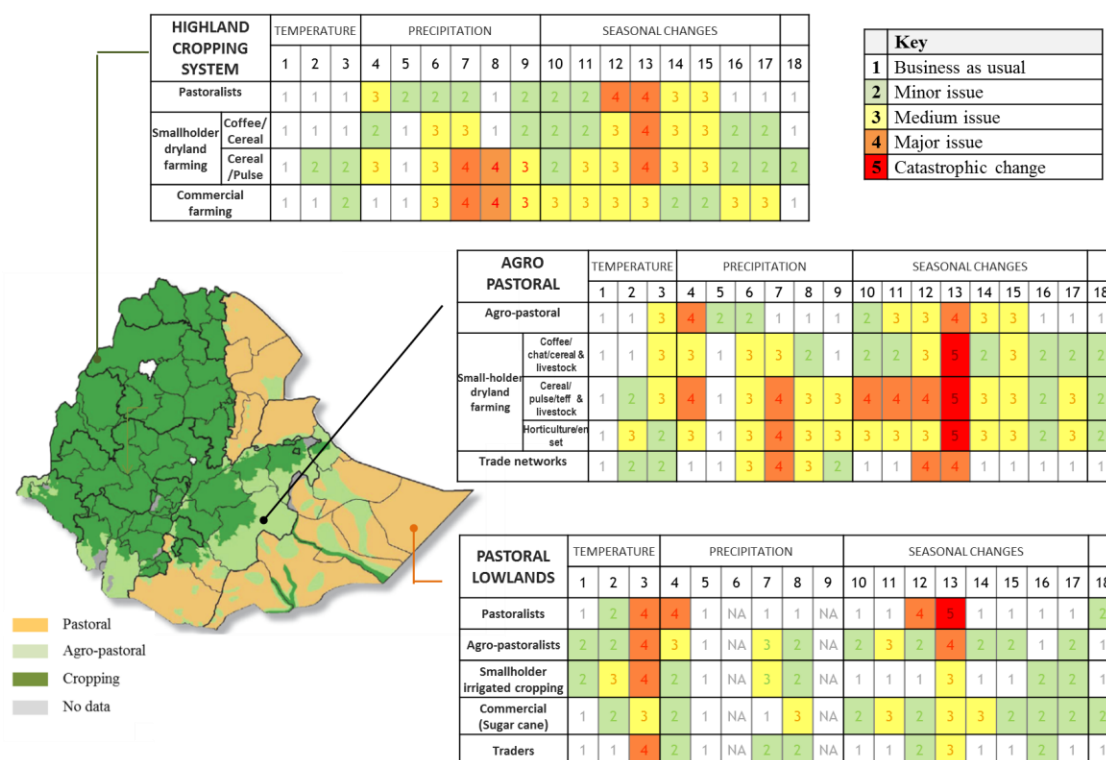 HIGHLAND CROPPING SYSTEM TEMPERATURE PRECIPITATION SEASONAL CHANGES
1 2 3 4 5 6 7 8 9 10 11 12 13 14 15 16 17 18
Pastoralists 1 1 1 3 2 2 2 1 2 2 2 4 4 3 3 1 1 1
Smallholder dryland farming
Coffee/ Cereal 1 1 1 2 1 3 3 1 2 2 3 3 4 3 3 2 2 1
Cereal /Pulse 1 2 2 3 1 3 4 4 3 2 3 3 4 3 3 2 2 2
Commercial farming 1 1 2 1 1 3 4 4 3 3 3 3 3 2 2 3 3 1
Key
1 Business as usual
2 Minor issue
3 Medium issue
4 Major issue
5 Catastrophic change
AGRO PASTORAL TEMPERATURE PRECIPITATION SEASONAL CHANGES
1 2 3 4 5 6 7 8 9 10 11 12 13 14 15 16 17 18
Agro-pastoral 1 1 3 4 2 2 1 1 1 2 3 3 4 3 3 1 1 1
Small-holder dryland farming
Coffee/ chat/cereal & livestock 1 1 3 3 1 3 3 2 1 2 2 3 5 2 3 2 2 2
Cereal/ pulse/teff & livestock 1 2 3 4 1 3 4 3 3 4 4 4 5 3 3 2 3 2
Horticulture/en set 1 3 2 3 1 3 4 3 3 3 3 3 5 3 3 2 3 2
Trade networks 1 2 2 1 1 3 4 3 2 1 1 4 4 1 1 1 1 1
PASTORAL LOWLANDS TEMPERATURE PRECIPITATION SEASONAL CHANGES
1 2 3 4 5 6 7 8 9 10 11 12 13 14 15 16 17 18
Pastoralists 1 2 4 4 1 NA 1 1 NA 1 1 4 5 1 1 1 1 2
Agro-pastoralists 2 2 4 3 1 NA 3 2 NA 2 3 2 4 2 2 1 2 1
Smallholder irrigated cropping 2 3 4 2 1 NA 3 2 NA 1 1 1 3 1 1 2 2 1
Commercial (Sugar cane) 1 2 3 2 1 NA 1 3 NA 2 3 2 3 3 2 2 2 2
Traders 1 1 4 2 1 NA 2 2 NA 1 1 2 3 1 1 2 1 1
Pastoral
Agro-pastoral
Cropping
No data